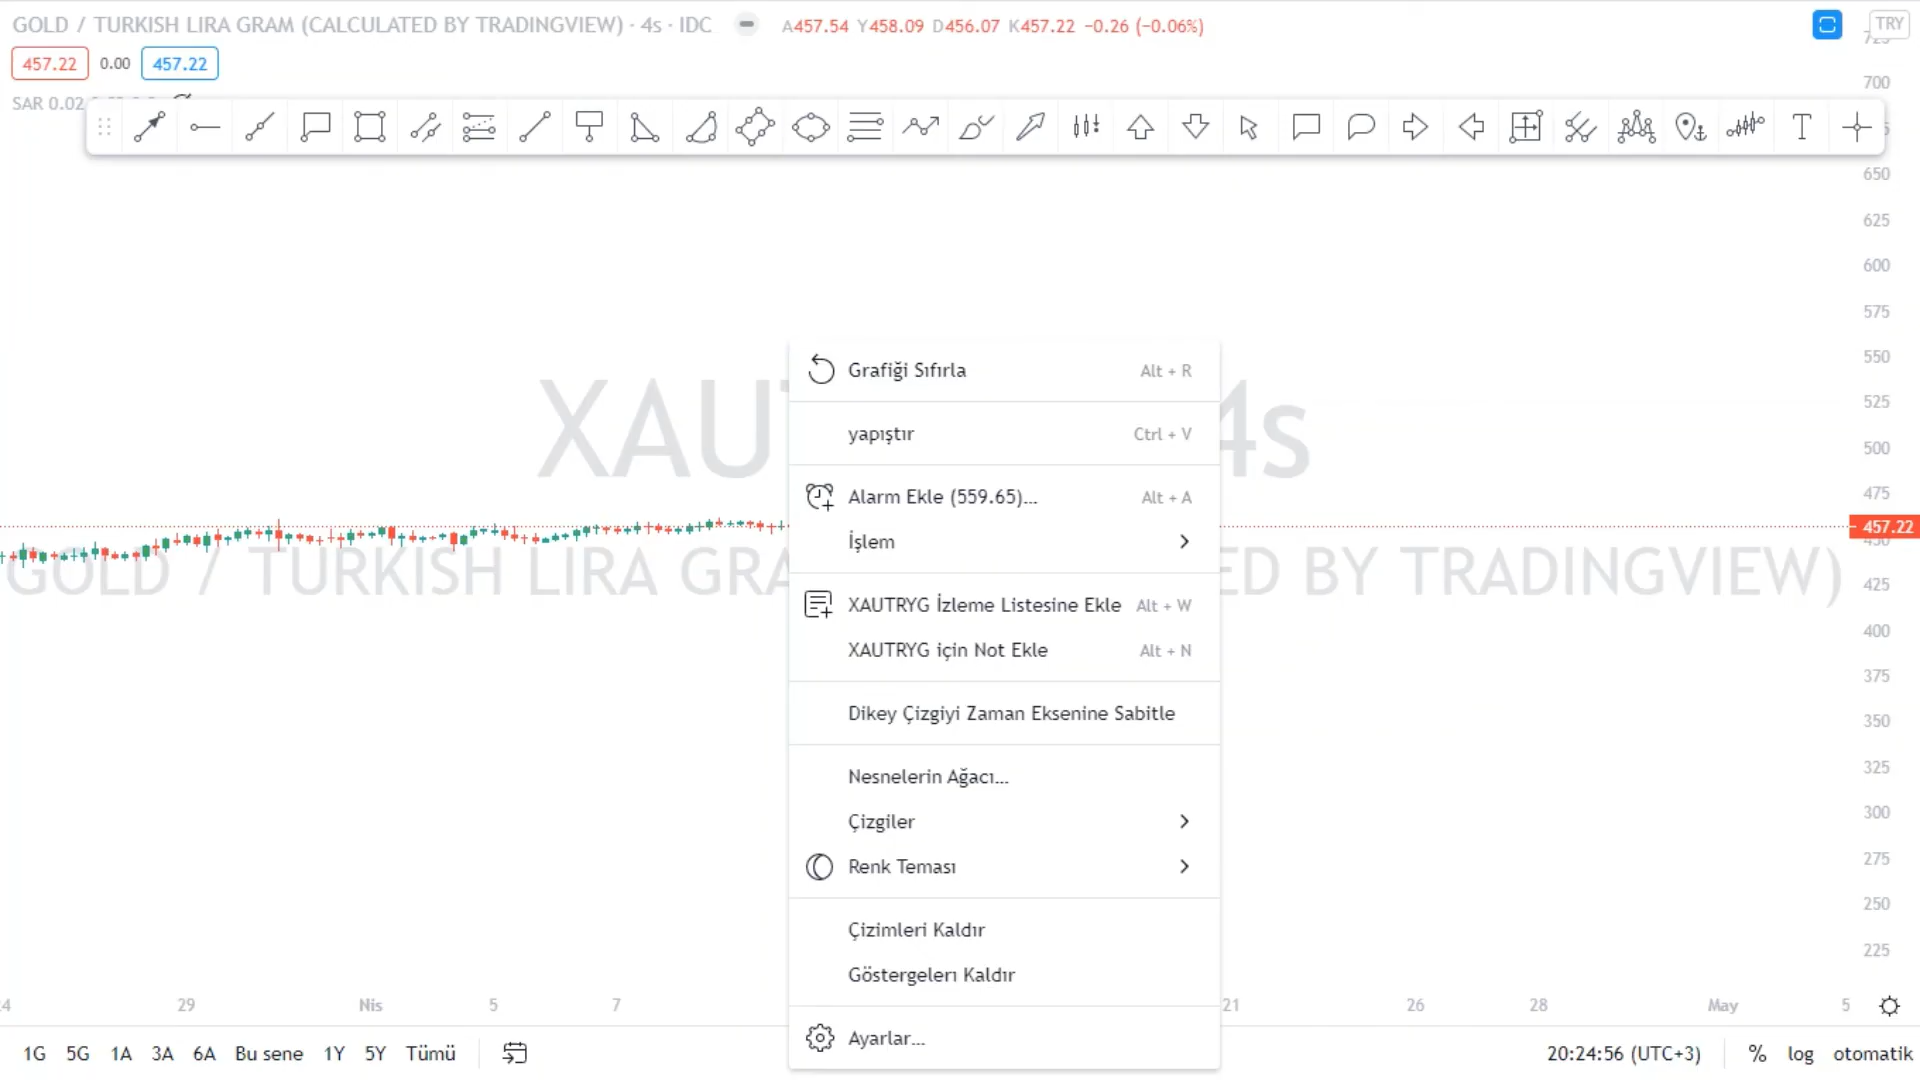 GOLD / TURKISH LIRA GRAM (CALCULATED BY TRADINGVIEW) · 4s · IDC A457.54 Y458.09 D456.07 K457.22 −0.26 (−0.06%) TRY
457.22 0.00 457.22
SAR 0.02
700
650
625
600
575
550
525
500
475
457.22
425
400
375
350
325
300
275
250
225
XAU 4s
GOLD / TURKISH LIRA GRA ED BY TRADINGVIEW)
Grafiği Sıfırla Alt + R
yapıştır Ctrl + V
Alarm Ekle (559.65)... Alt + A
İşlem
XAUTRYG İzleme Listesine Ekle Alt + W
XAUTRYG için Not Ekle Alt + N
Dikey Çizgiyi Zaman Eksenine Sabitle
Nesnelerin Ağacı...
Çizgiler
Renk Teması
Çizimleri Kaldır
Göstergelerı Kaldır
Ayarlar...
29 Nis 5 7 21 26 28 May 5
1G 5G 1A 3A 6A Bu sene 1Y 5Y Tümü 20:24:56 (UTC+3) % log otomatik